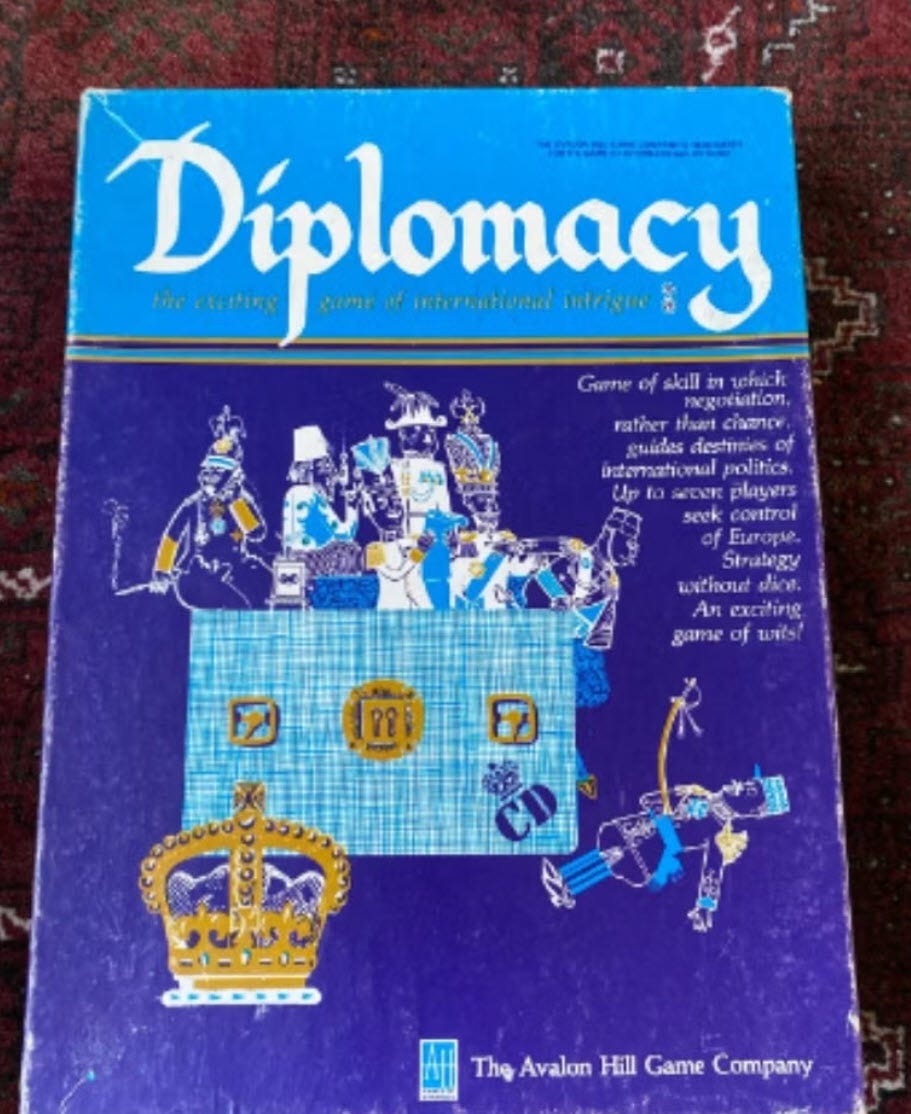 Diplomacy
the exciting game of international intrigue
Game of skill in which
negotiation,
rather than chance,
guides destinies of
international politics.
Up to seven players
seek control
of Europe.
Strategy
without dice.
An exciting
game of wits!
CD
AH
The Avalon Hill Game Company